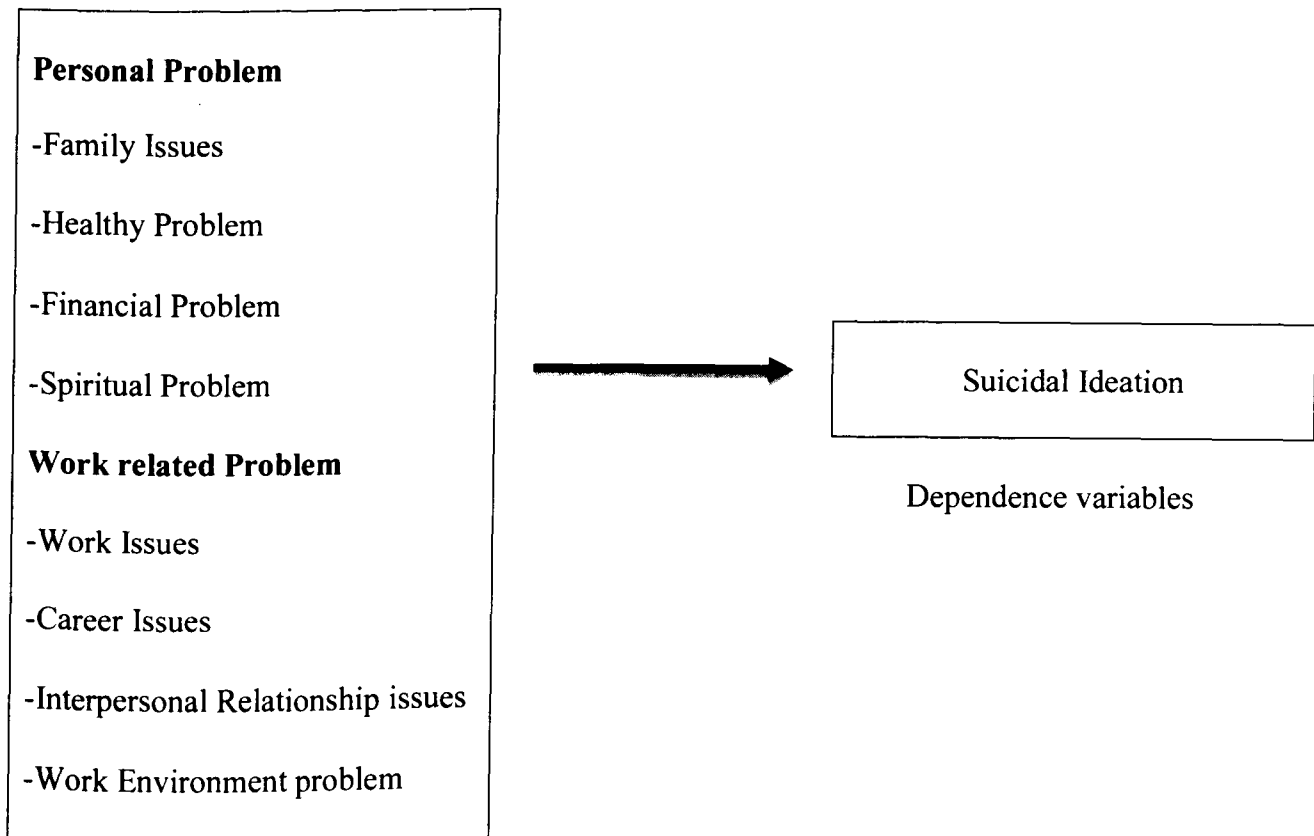 Personal Problem
-Family Issues
-Healthy Problem
-Financial Problem
-Spiritual Problem
Work related Problem
-Work Issues
-Career Issues
-Interpersonal Relationship issues
-Work Environment problem
Suicidal Ideation
Dependence variables